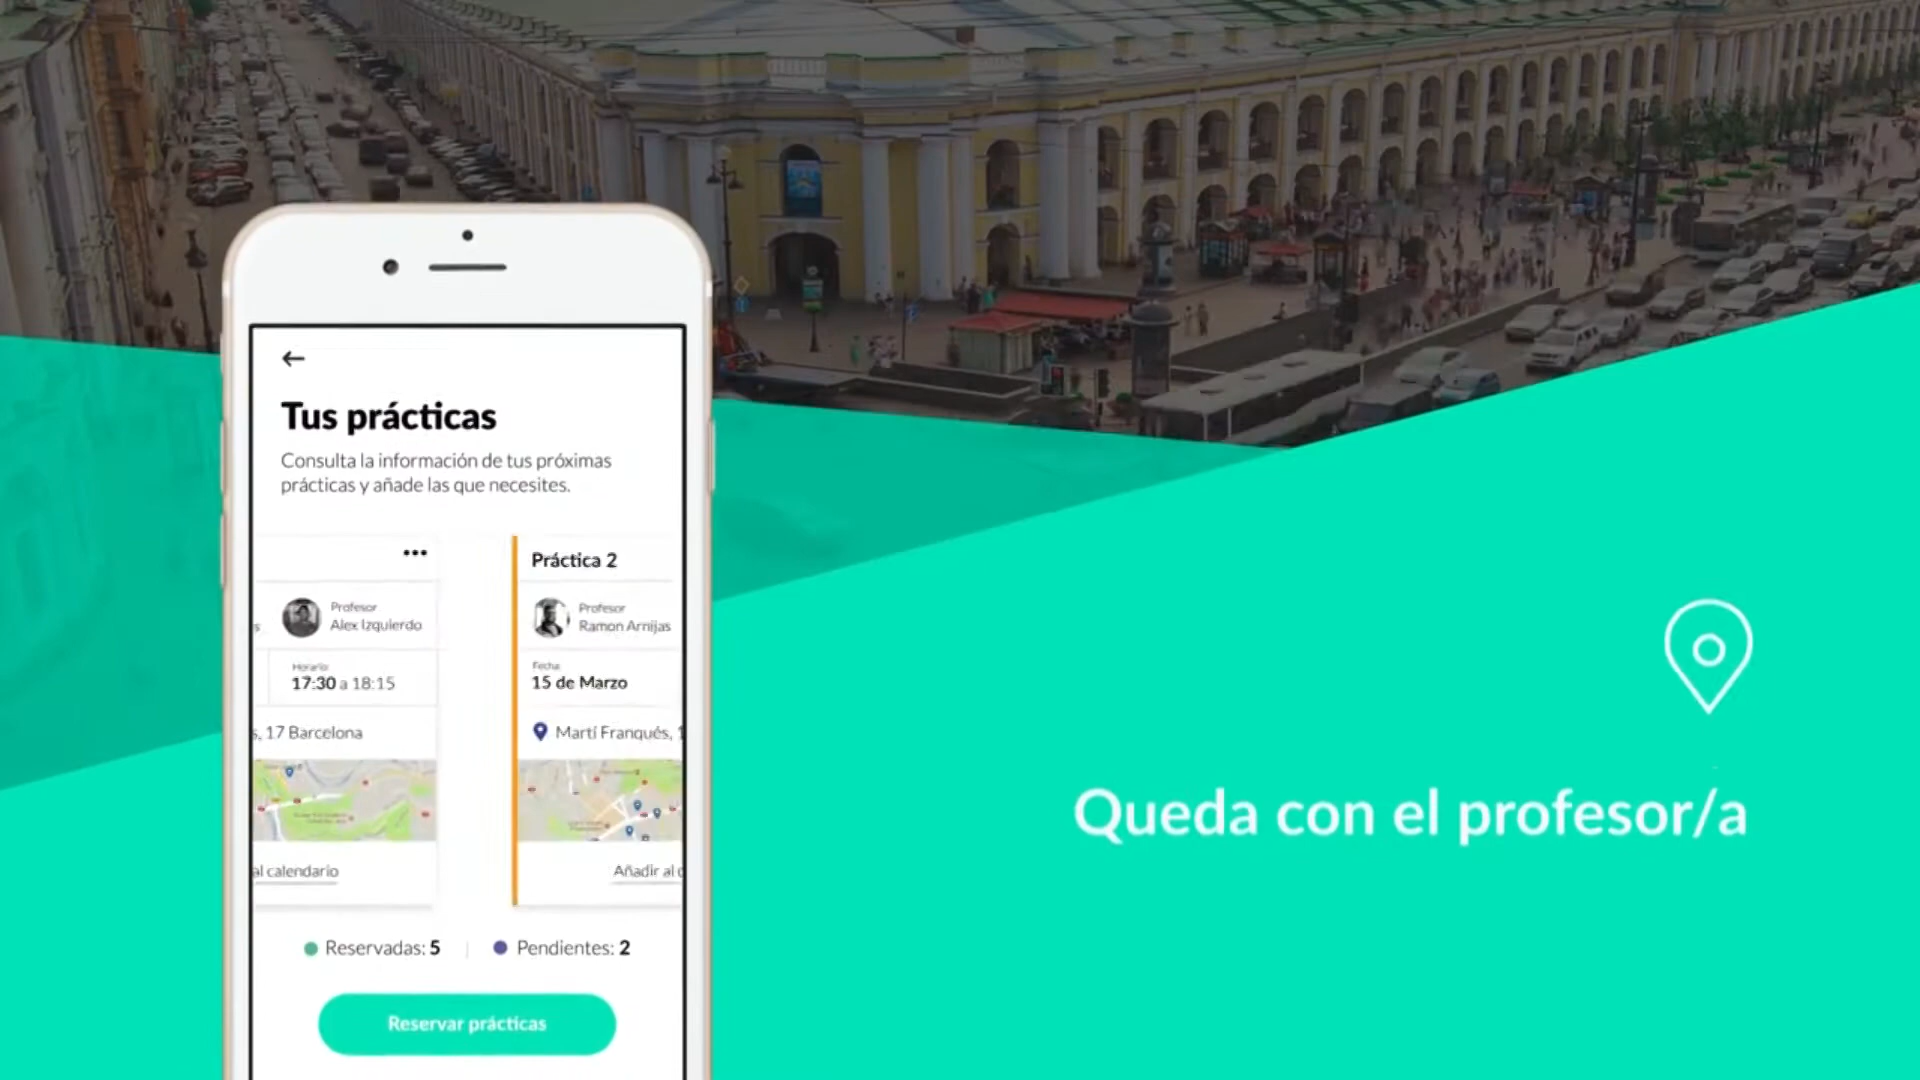 Tus prácticas
Consulta la información de tus próximas
prácticas y añade las que necesites.
Profesor
Alex Izquierdo
Horario:
17:30 a 18:15
, 17 Barcelona
al calendario
Práctica 2
Profesor
Ramon Arnijas
Fecha:
15 de Marzo
Martí Franqués, 1
Añadir al c
Reservadas: 5
Pendientes: 2
Reservar prácticas
Queda con el profesor/a